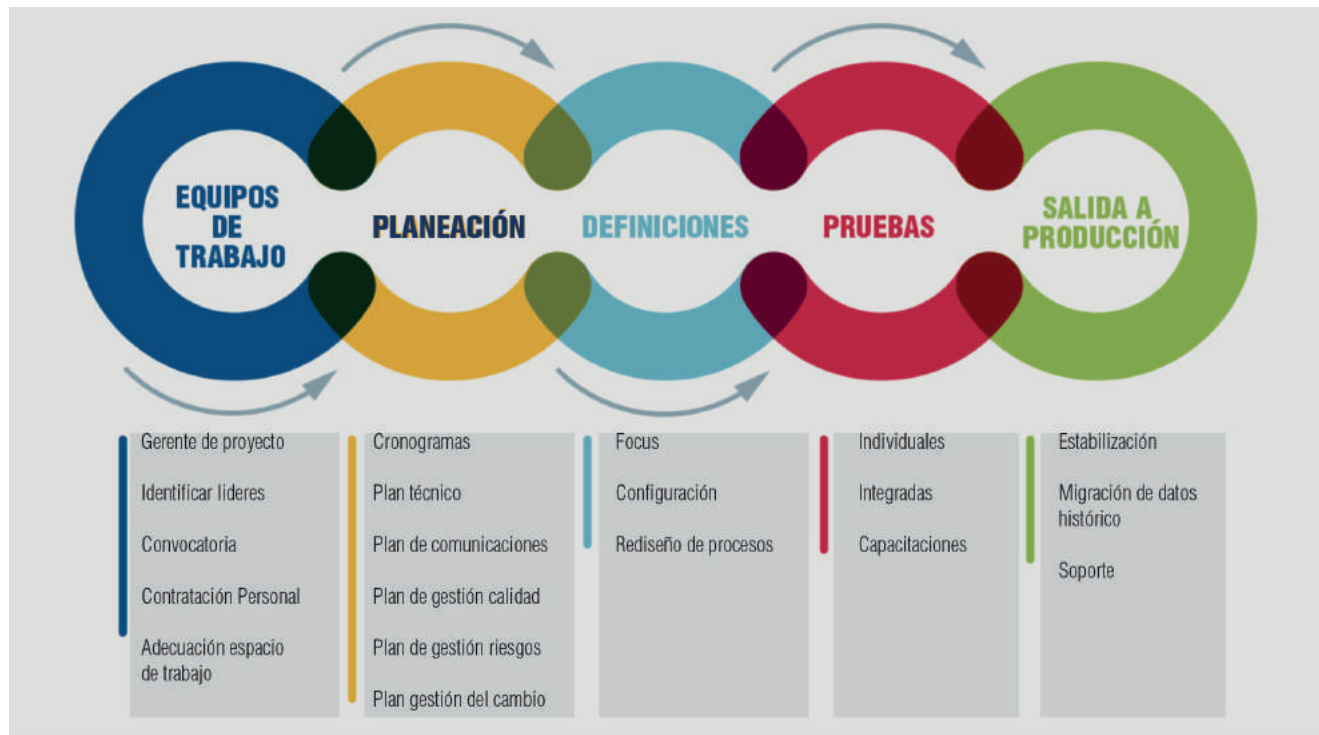 EQUIPOS
DE
TRABAJO
PLANEACIÓN
DEFINICIONES
PRUEBAS
SALIDA A
PRODUCCIÓN
Gerente de proyecto
Identificar lideres
Convocatoria
Contratación Personal
Adecuación espacio
de trabajo
Cronogramas
Plan técnico
Plan de comunicaciones
Plan de gestión calidad
Plan de gestión riesgos
Plan gestión del cambio
Focus
Configuración
Rediseño de procesos
Individuales
Integradas
Capacitaciones
Estabilización
Migración de datos
histórico
Soporte